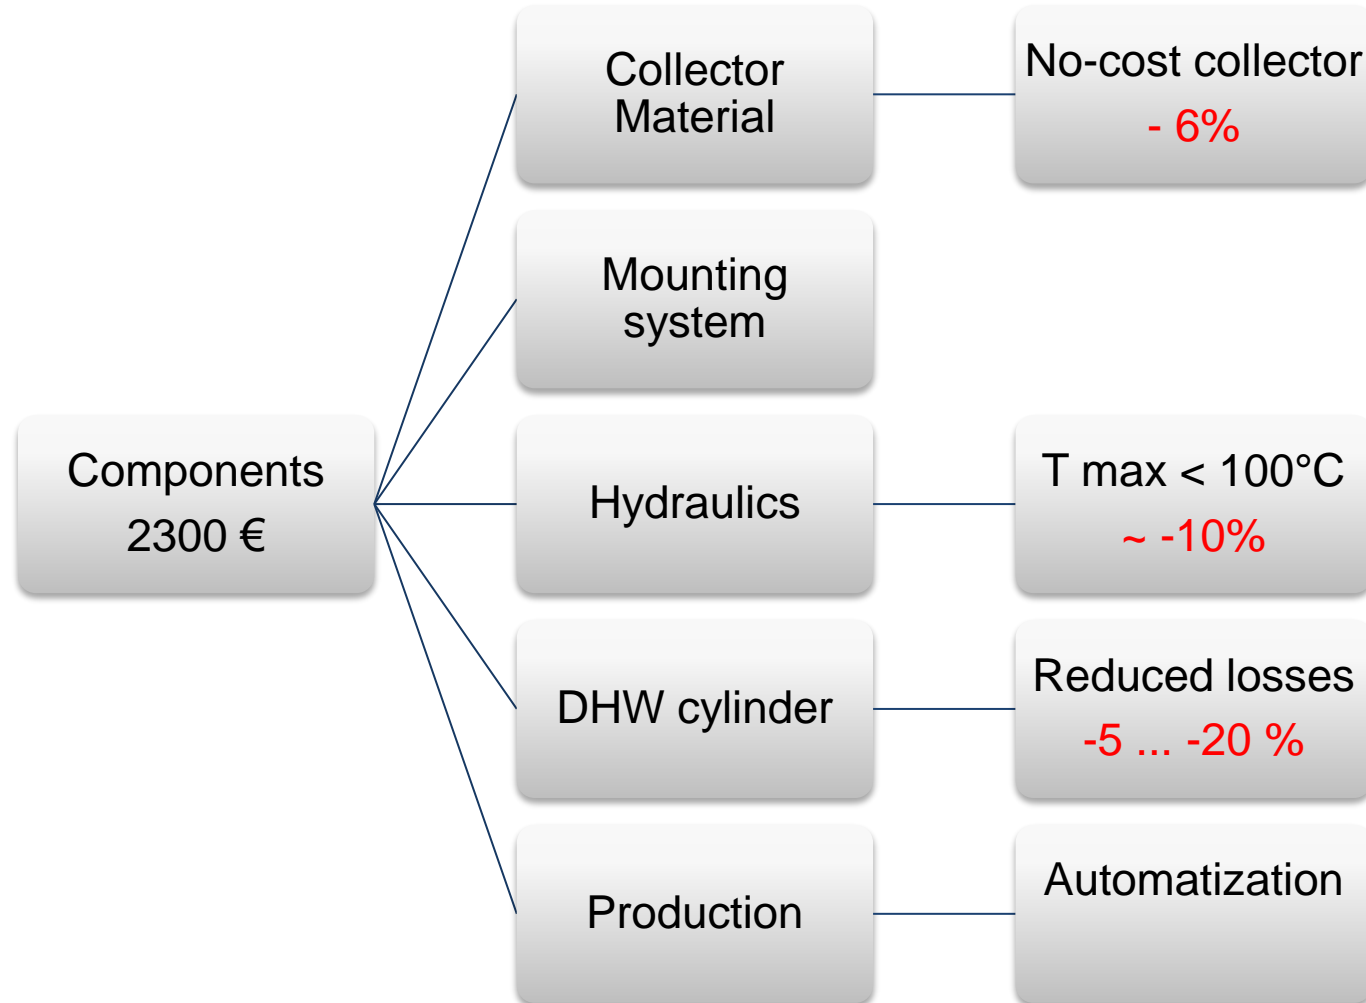 Collector
Material
No-cost collector
- 6%
Mounting
system
Components
2300 €
Hydraulics
T max < 100°C
~ -10%
DHW cylinder
Reduced losses
-5 ... -20 %
Production
Automatization